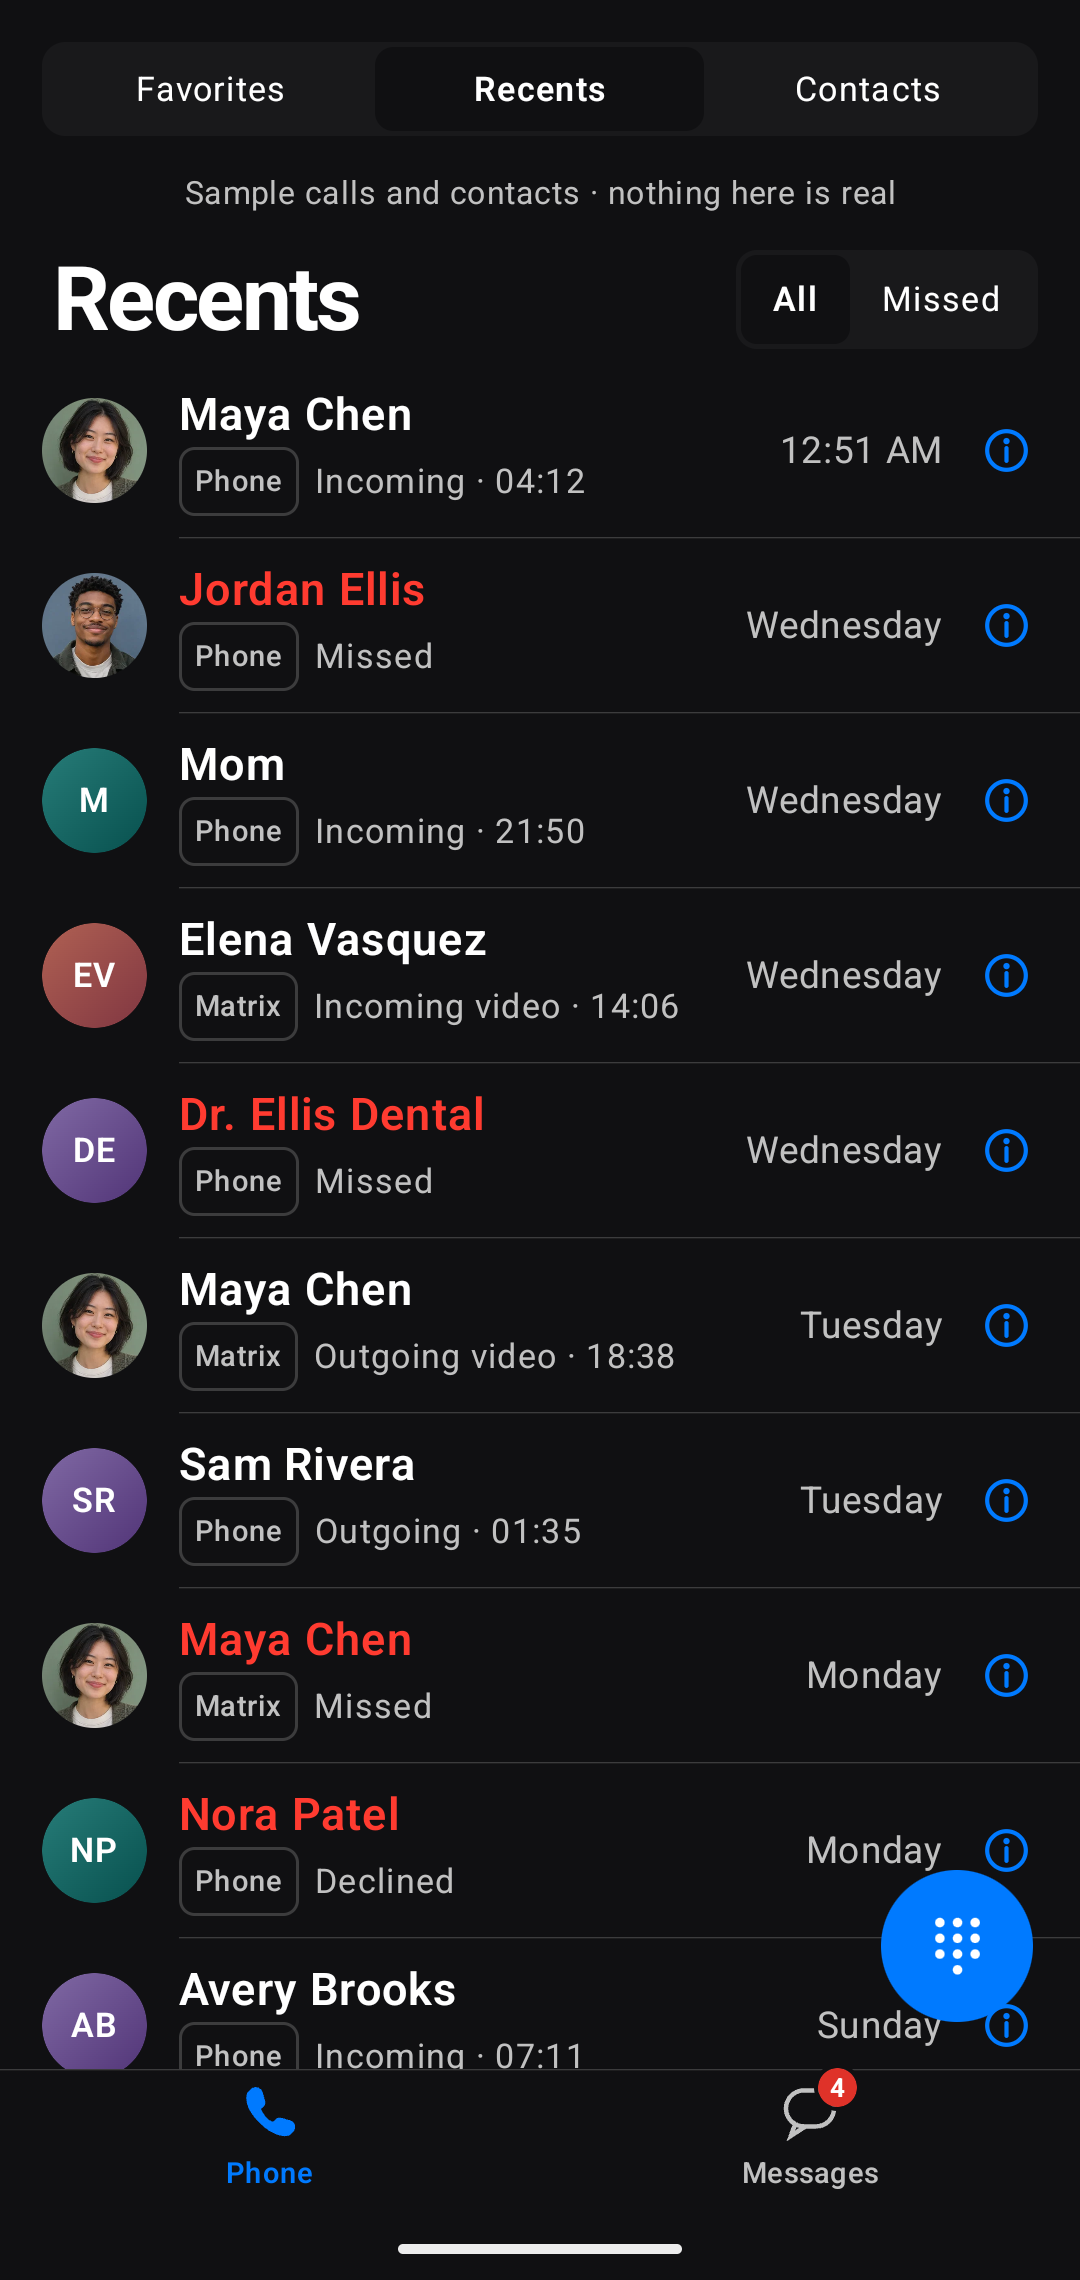 Favorites
Recents
Contacts
Sample calls and contacts · nothing here is real
Recents
All
Missed
Maya Chen
Phone Incoming · 04:12
12:51 AM
Jordan Ellis
Phone Missed
Wednesday
M
Mom
Phone Incoming · 21:50
Wednesday
EV
Elena Vasquez
Matrix Incoming video · 14:06
Wednesday
DE
Dr. Ellis Dental
Phone Missed
Wednesday
Maya Chen
Matrix Outgoing video · 18:38
Tuesday
SR
Sam Rivera
Phone Outgoing · 01:35
Tuesday
Maya Chen
Matrix Missed
Monday
NP
Nora Patel
Phone Declined
Monday
AB
Avery Brooks
Phone Incoming · 07:11
Sunday
4
Phone
Messages